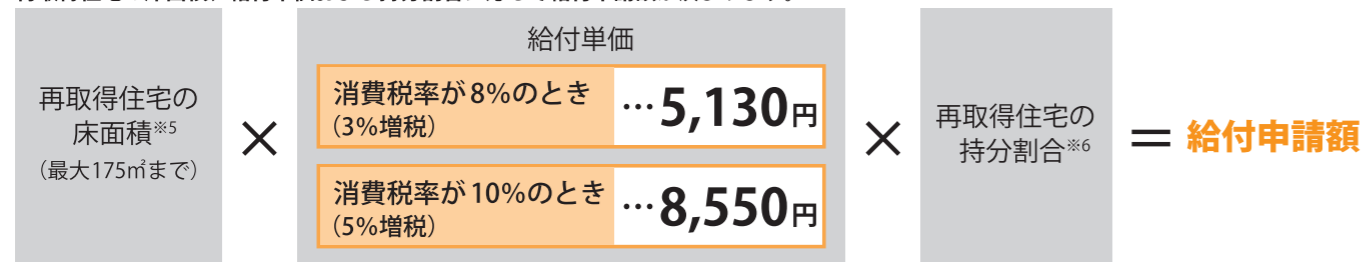 給付単価
再取得住宅の
床面積※5
（最大175㎡まで）
×
消費税率が8%のとき
（3%増税）
…5,130円
消費税率が10%のとき
（5%増税）
…8,550円
×
再取得住宅の
持分割合※6
＝給付申請額